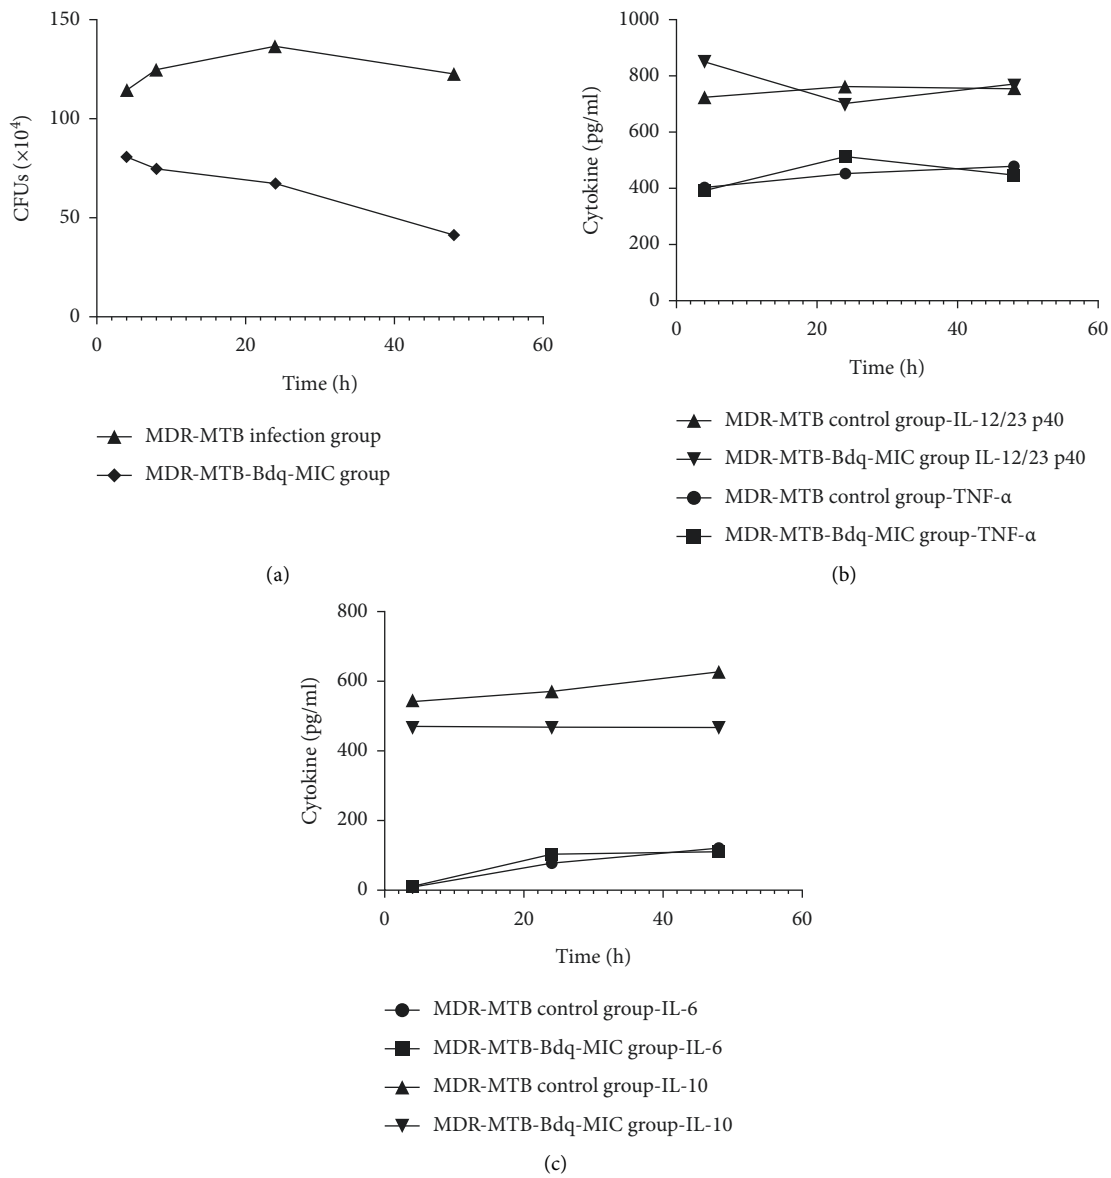 150
100
50
0
CFUs (×10⁴)
0
20
40
60
Time (h)
MDR-MTB infection group
MDR-MTB-Bdq-MIC group
(a)
1000
800
600
400
200
0
Cytokine (pg/ml)
0
20
40
60
Time (h)
MDR-MTB control group-IL-12/23 p40
MDR-MTB-Bdq-MIC group IL-12/23 p40
MDR-MTB control group-TNF-α
MDR-MTB-Bdq-MIC group-TNF-α
(b)
800
600
400
200
0
Cytokine (pg/ml)
0
20
40
60
Time (h)
MDR-MTB control group-IL-6
MDR-MTB-Bdq-MIC group-IL-6
MDR-MTB control group-IL-10
MDR-MTB-Bdq-MIC group-IL-10
(c)